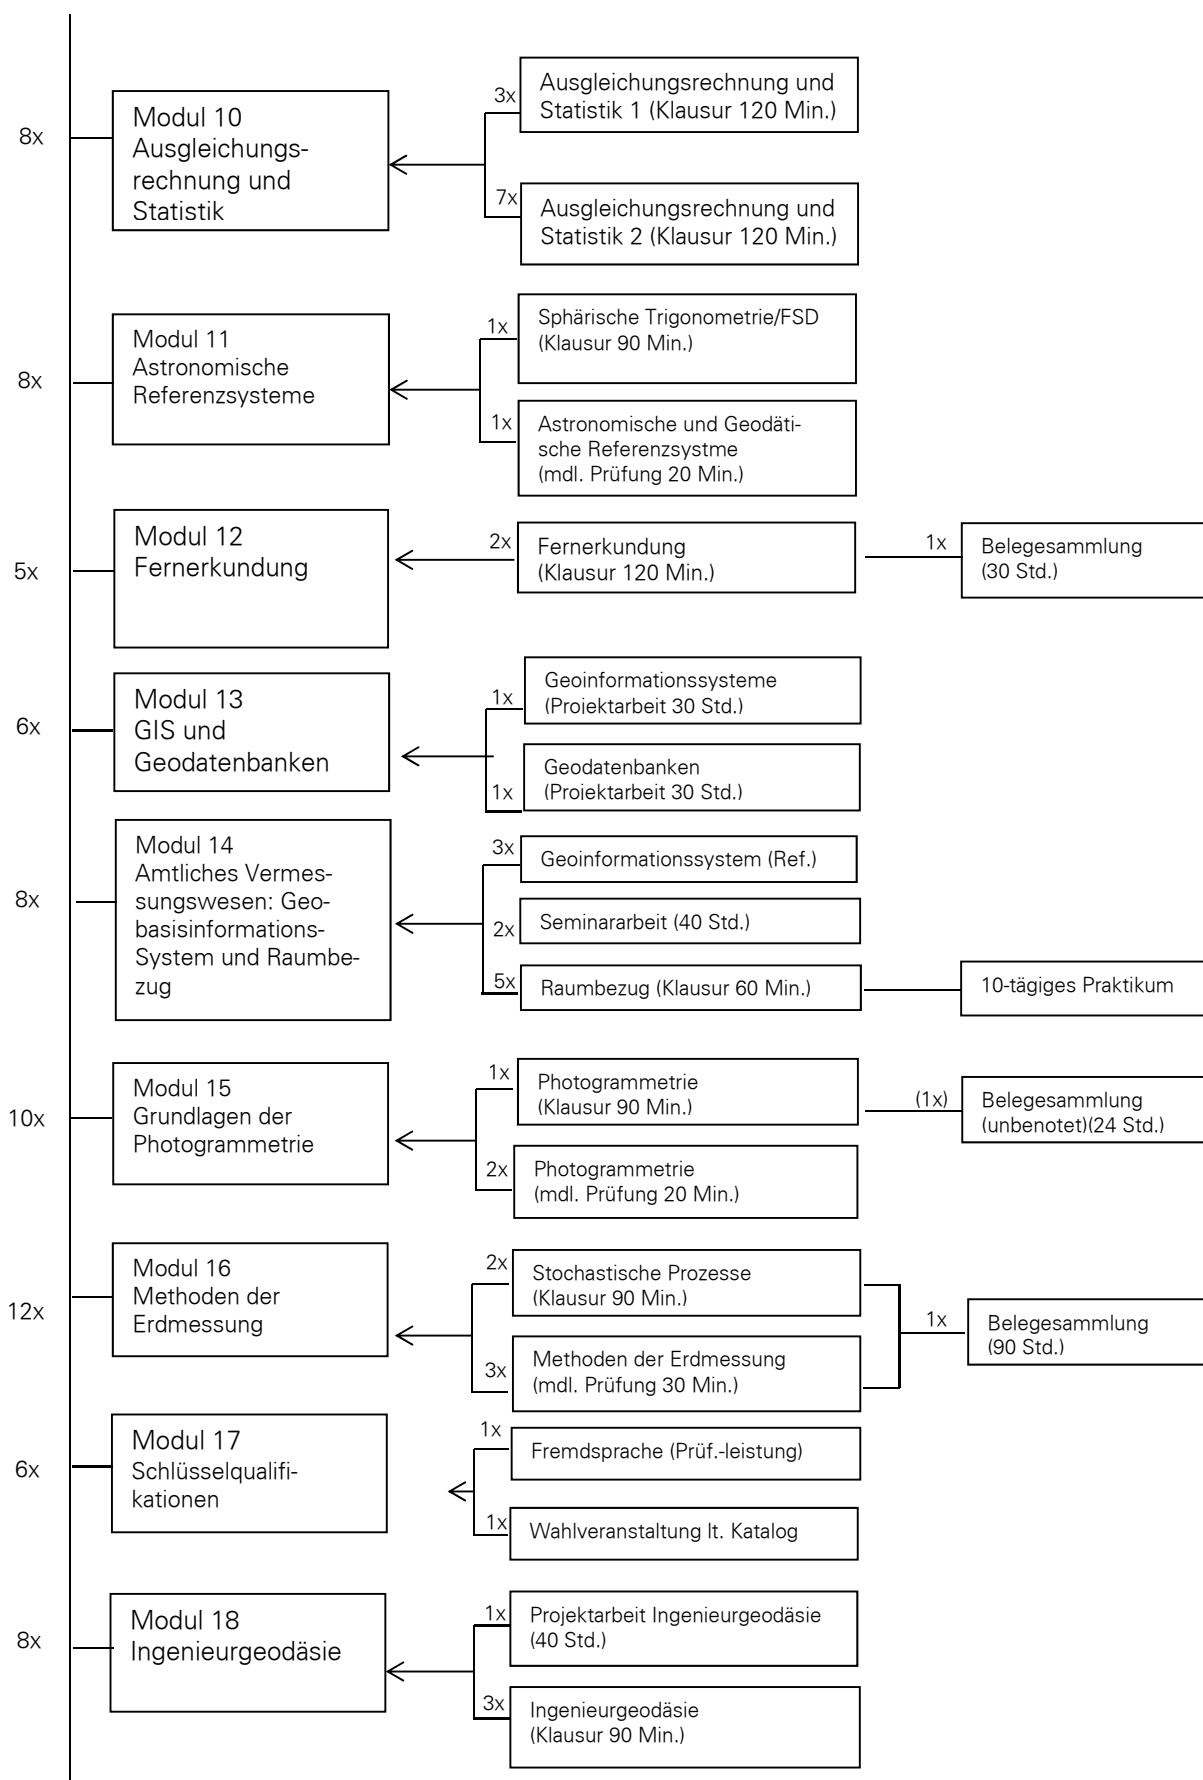 8x
Modul 10
Ausgleichungs-
rechnung und
Statistik
3x
Ausgleichungsrechnung und
Statistik 1 (Klausur 120 Min.)
7x
Ausgleichungsrechnung und
Statistik 2 (Klausur 120 Min.)
8x
Modul 11
Astronomische
Referenzsysteme
1x
Sphärische Trigonometrie/FSD
(Klausur 90 Min.)
1x
Astronomische und Geodäti-
sche Referenzsystme
(mdl. Prüfung 20 Min.)
5x
Modul 12
Fernerkundung
2x
Fernerkundung
(Klausur 120 Min.)
1x
Belegesammlung
(30 Std.)
6x
Modul 13
GIS und
Geodatenbanken
1x
Geoinformationssysteme
(Projektarbeit 30 Std.)
1x
Geodatenbanken
(Projektarbeit 30 Std.)
8x
Modul 14
Amtliches Vermes-
sungswesen: Geo-
basisinformations-
System und Raumbe-
zug
3x
Geoinformationssystem (Ref.)
2x
Seminararbeit (40 Std.)
5x
Raumbezug (Klausur 60 Min.)
10-tägiges Praktikum
10x
Modul 15
Grundlagen der
Photogrammetrie
1x
Photogrammetrie
(Klausur 90 Min.)
(1x)
Belegesammlung
(unbenotet)(24 Std.)
2x
Photogrammetrie
(mdl. Prüfung 20 Min.)
12x
Modul 16
Methoden der
Erdmessung
2x
Stochastische Prozesse
(Klausur 90 Min.)
3x
Methoden der Erdmessung
(mdl. Prüfung 30 Min.)
1x
Belegesammlung
(90 Std.)
6x
Modul 17
Schlüsselqualifi-
kationen
1x
Fremdsprache (Prüf.-leistung)
1x
Wahlveranstaltung lt. Katalog
8x
Modul 18
Ingenieurgeodäsie
1x
Projektarbeit Ingenieurgeodäsie
(40 Std.)
3x
Ingenieurgeodäsie
(Klausur 90 Min.)